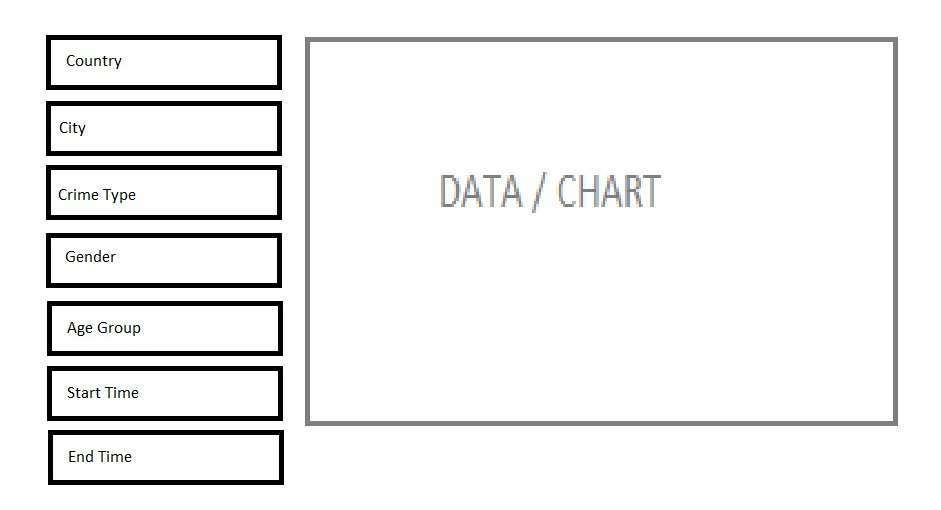 Country
City
Crime Type
Gender
Age Group
Start Time
End Time
DATA / CHART